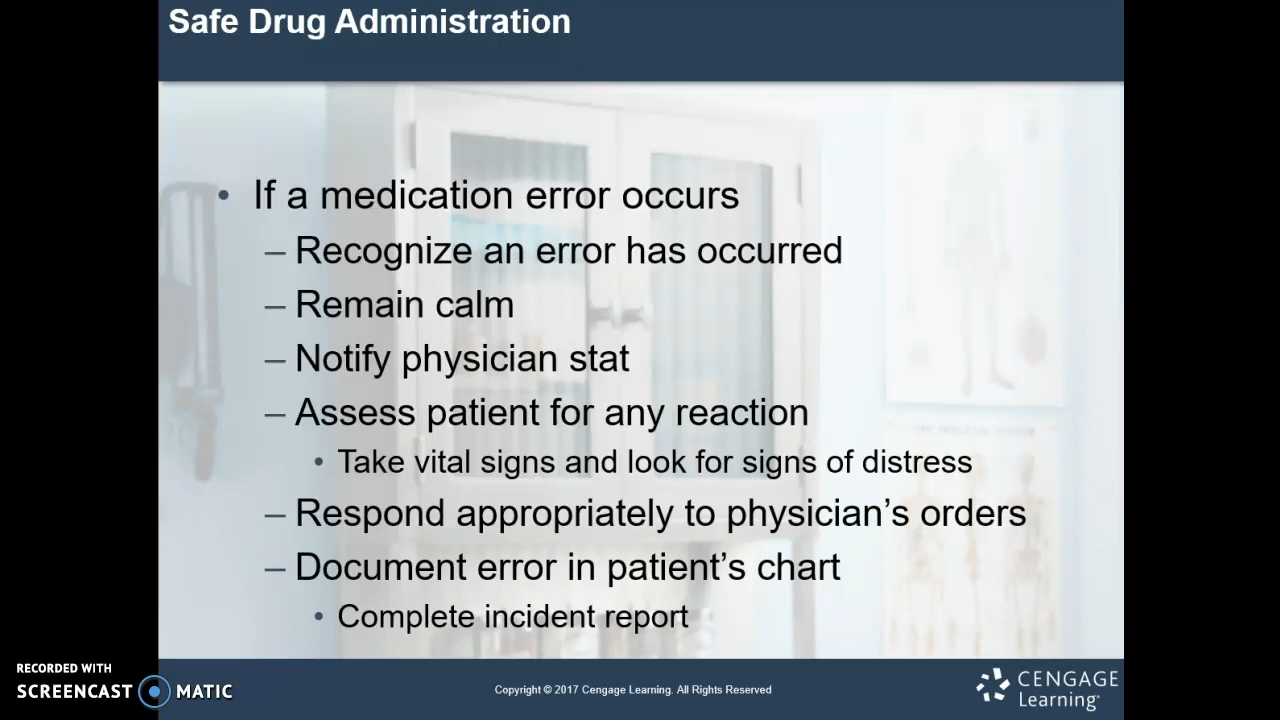 Safe Drug Administration
• If a medication error occurs
– Recognize an error has occurred
– Remain calm
– Notify physician stat
– Assess patient for any reaction
• Take vital signs and look for signs of distress
– Respond appropriately to physician’s orders
– Document error in patient’s chart
• Complete incident report
RECORDED WITH
SCREENCAST MATIC
Copyright © 2017 Cengage Learning. All Rights Reserved
CENGAGE
Learning